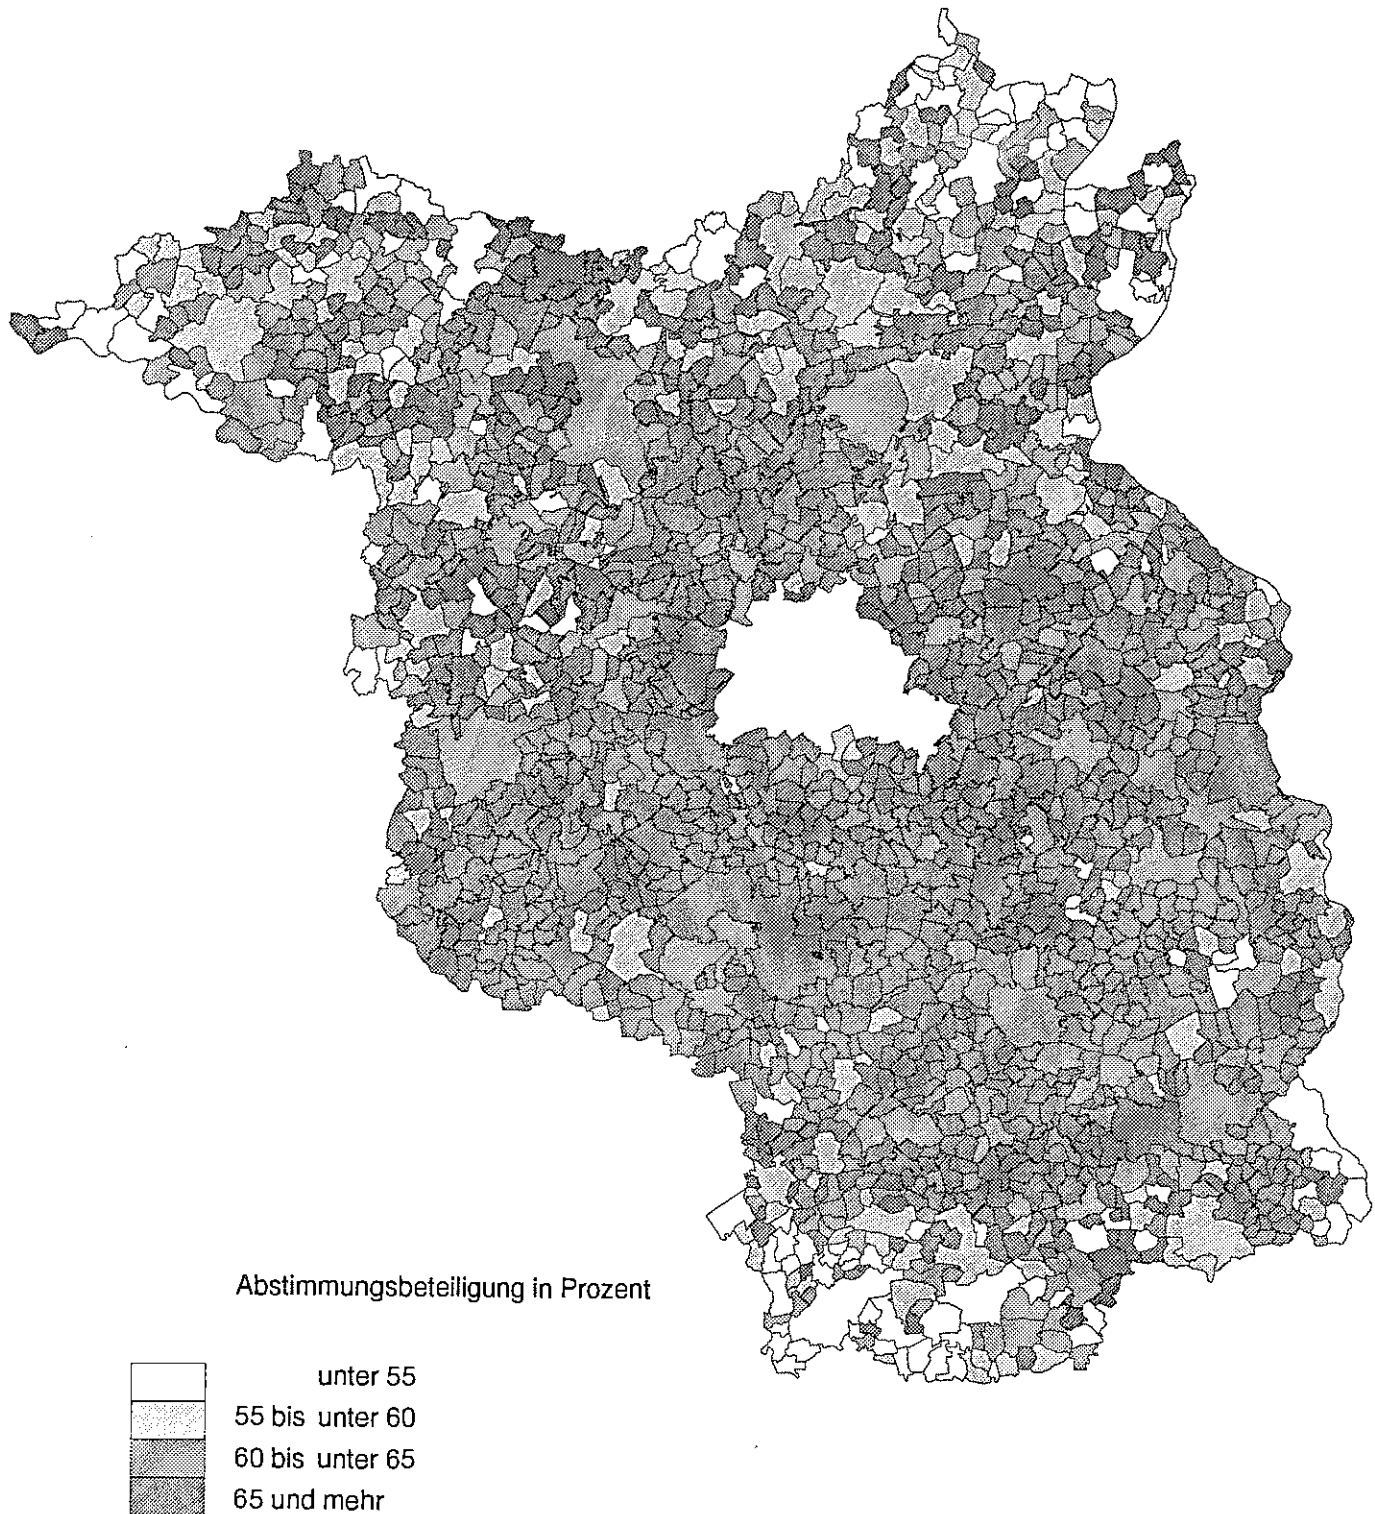 Abstimmungsbeteiligung in Prozent
unter 55
55 bis unter 60
60 bis unter 65
65 und mehr